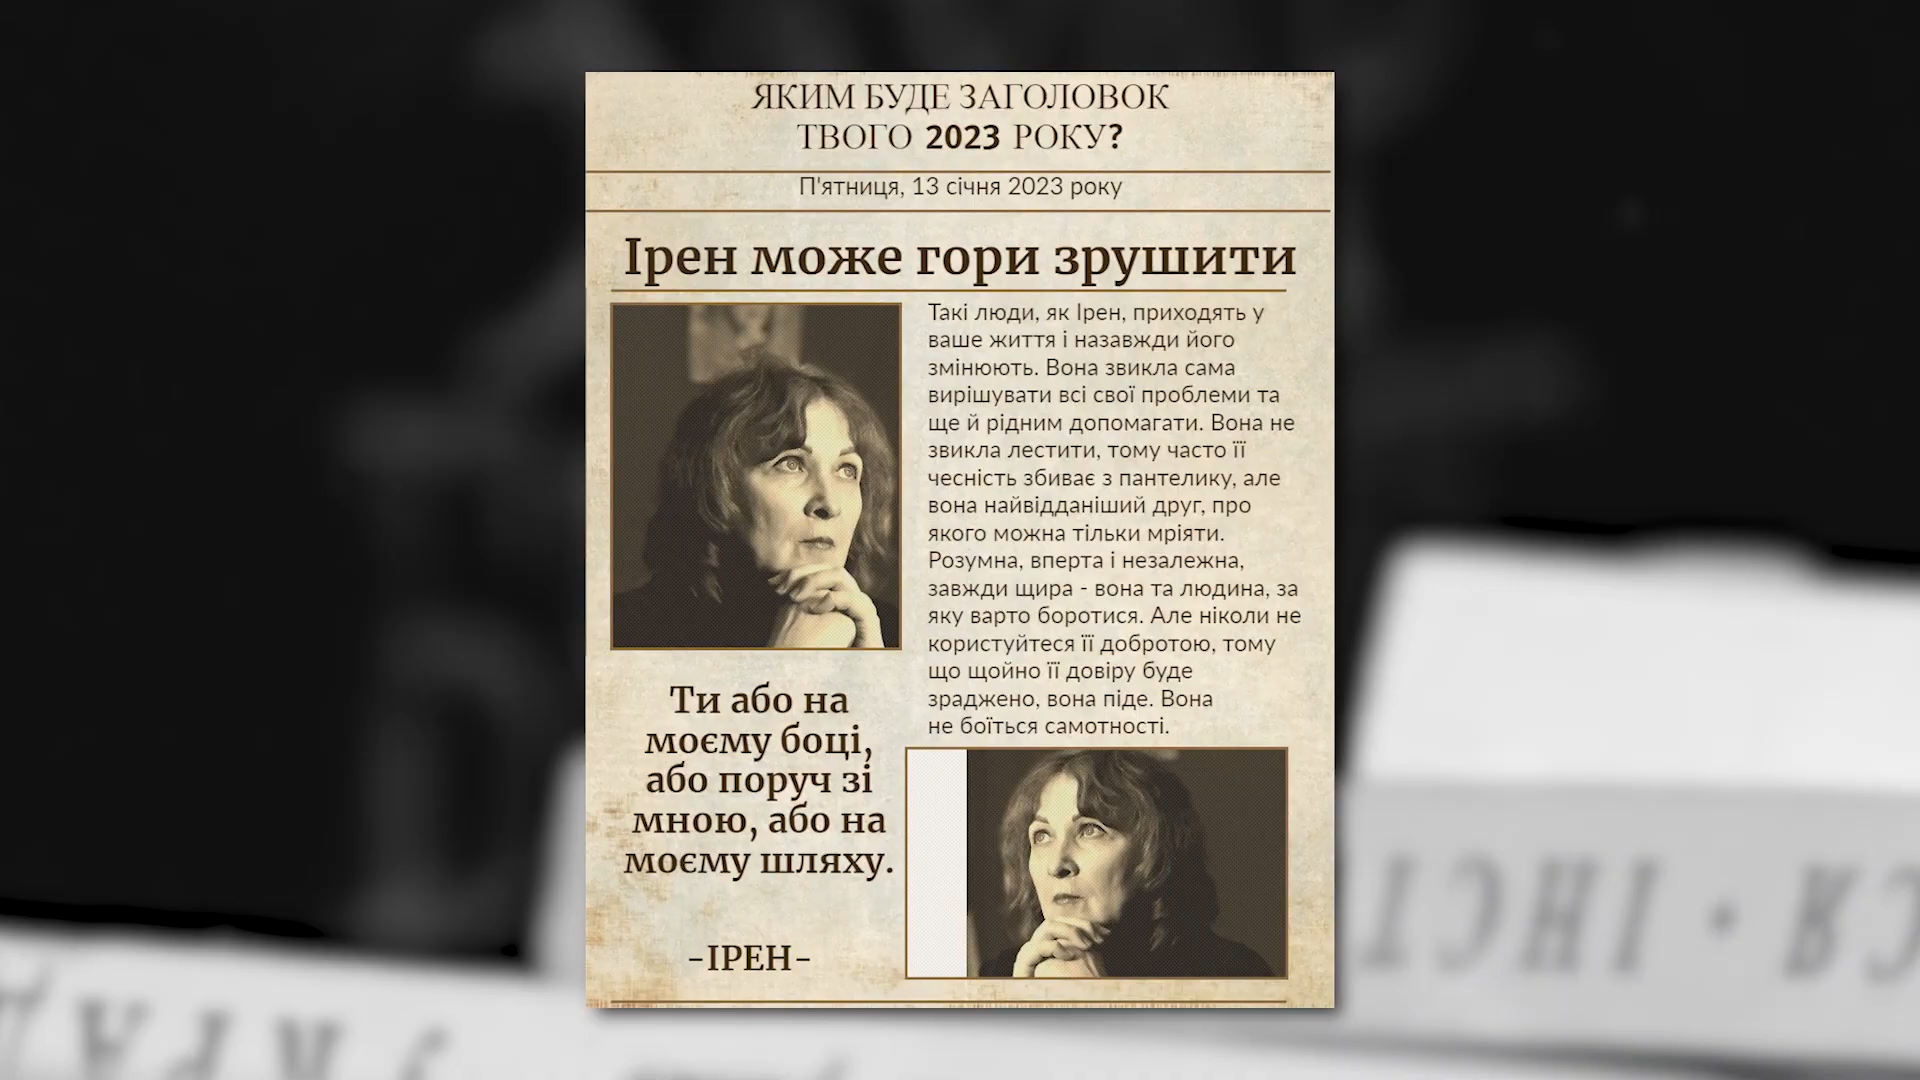 ЯКИМ БУДЕ ЗАГОЛОВОК
ТВОГО 2023 РОКУ?
П'ятниця, 13 січня 2023 року
Ірен може гори зрушити
Такі люди, як Ірен, приходять у
ваше життя і назавжди його
змінюють. Вона звикла сама
вирішувати всі свої проблеми та
ще й рідним допомагати. Вона не
звикла лестити, тому часто її
чесність збиває з пантелику, але
вона найвідданіший друг, про
якого можна тільки мріяти.
Розумна, вперта і незалежна,
завжди щира - вона та людина, за
яку варто боротися. Але ніколи не
користуйтеся її добротою, тому
що щойно її довіру буде
зраджено, вона піде. Вона
не боїться самотності.
Ти або на
моєму боці,
або поруч зі
мною, або на
моєму шляху.
-ІРЕН-